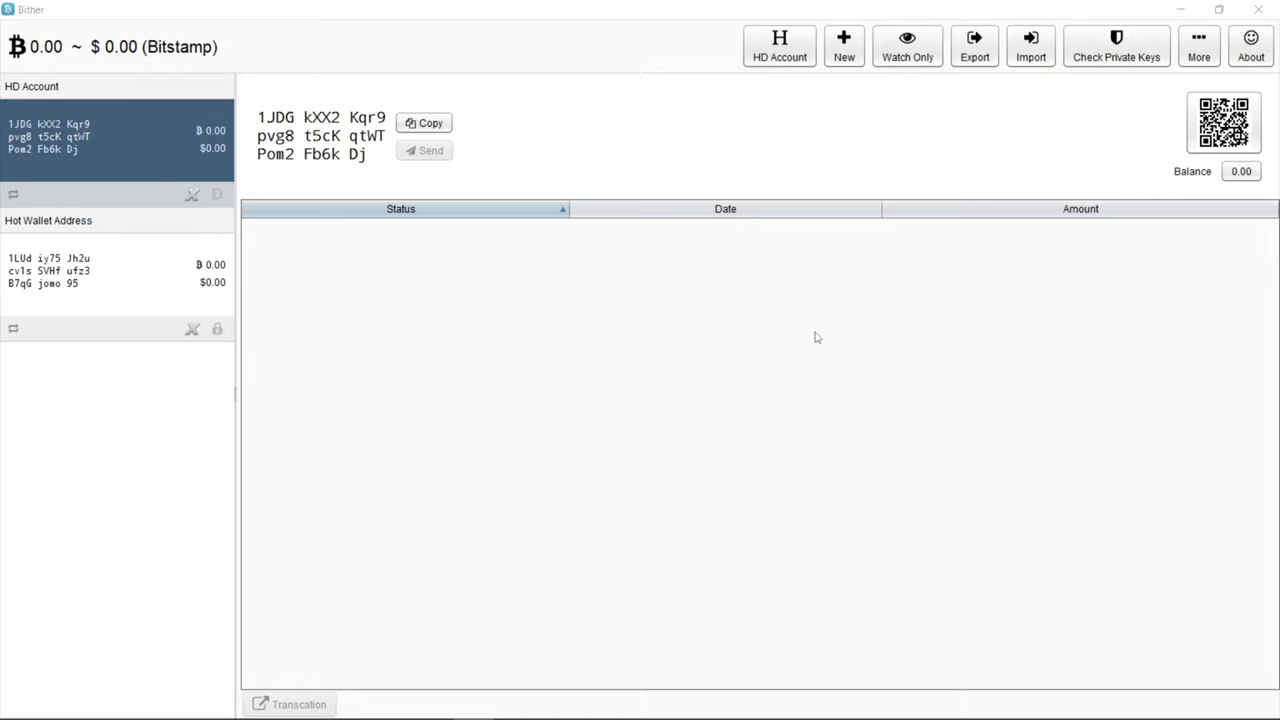 Bither
0.00 ~ $ 0.00 (Bitstamp)
HD Account
New
Watch Only
Export
Import
Check Private Keys
More
About
HD Account
1JDG kXX2 Kqr9
pvg8 t5cK qtWT
Pom2 Fb6k Dj
0.00
$0.00
Hot Wallet Address
1LUd iy75 Jh2u
cv1s SVHf ufz3
B7qG jomo 95
0.00
$0.00
1JDG kXX2 Kqr9
pvg8 t5cK qtWT
Pom2 Fb6k Dj
Copy
Send
Balance 0.00
Status Date Amount
Transcation